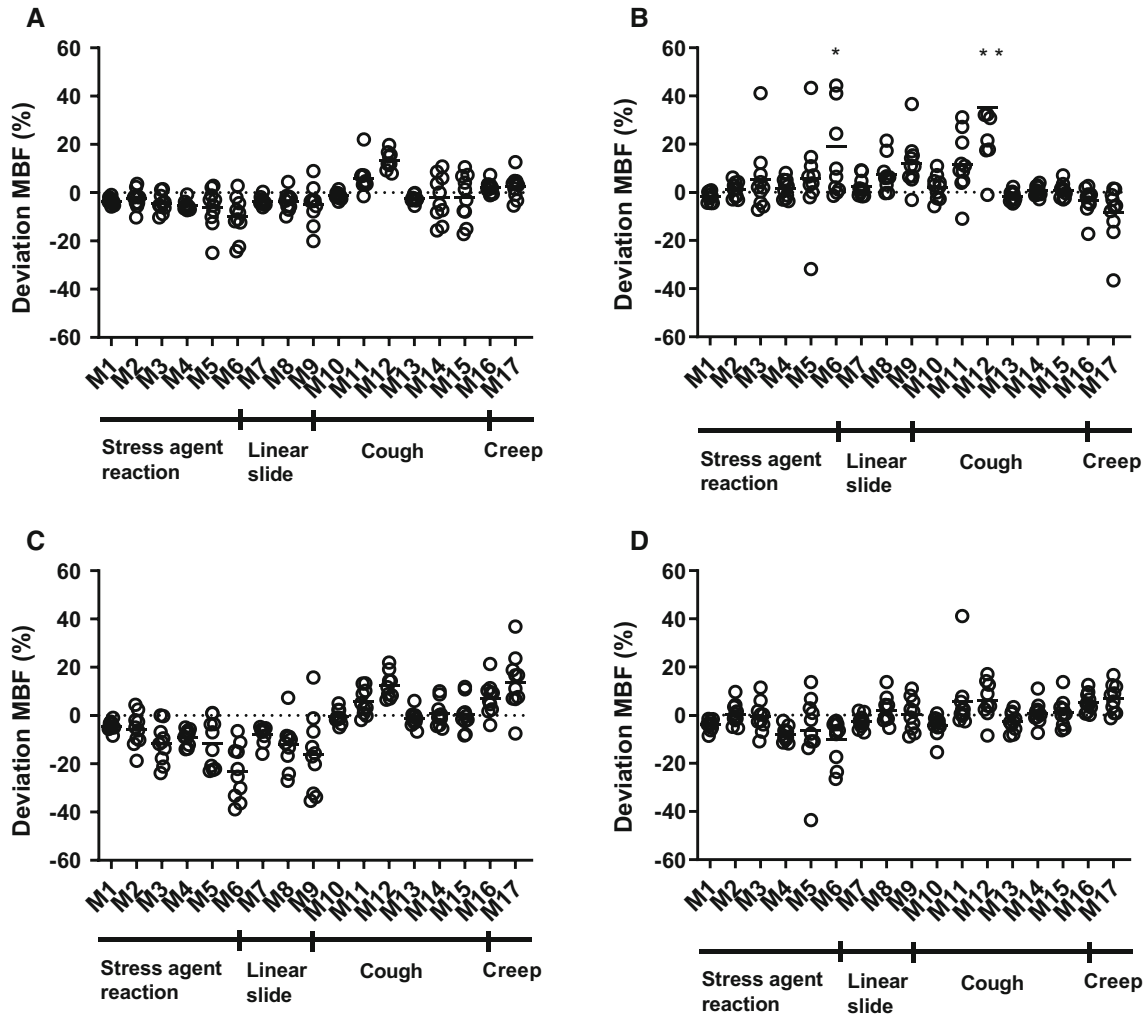 A
Deviation MBF (%)
60
40
20
0
-20
-40
-60
M1 M2 M3 M4 M5 M6 M7 M8 M9 M10 M11 M12 M13 M14 M15 M16 M17
Stress agent reaction
Linear slide
Cough
Creep
B
Deviation MBF (%)
60
40
20
0
-20
-40
-60
*
* *
M1 M2 M3 M4 M5 M6 M7 M8 M9 M10 M11 M12 M13 M14 M15 M16 M17
Stress agent reaction
Linear slide
Cough
Creep
C
Deviation MBF (%)
60
40
20
0
-20
-40
-60
M1 M2 M3 M4 M5 M6 M7 M8 M9 M10 M11 M12 M13 M14 M15 M16 M17
Stress agent reaction
Linear slide
Cough
Creep
D
Deviation MBF (%)
60
40
20
0
-20
-40
-60
M1 M2 M3 M4 M5 M6 M7 M8 M9 M10 M11 M12 M13 M14 M15 M16 M17
Stress agent reaction
Linear slide
Cough
Creep